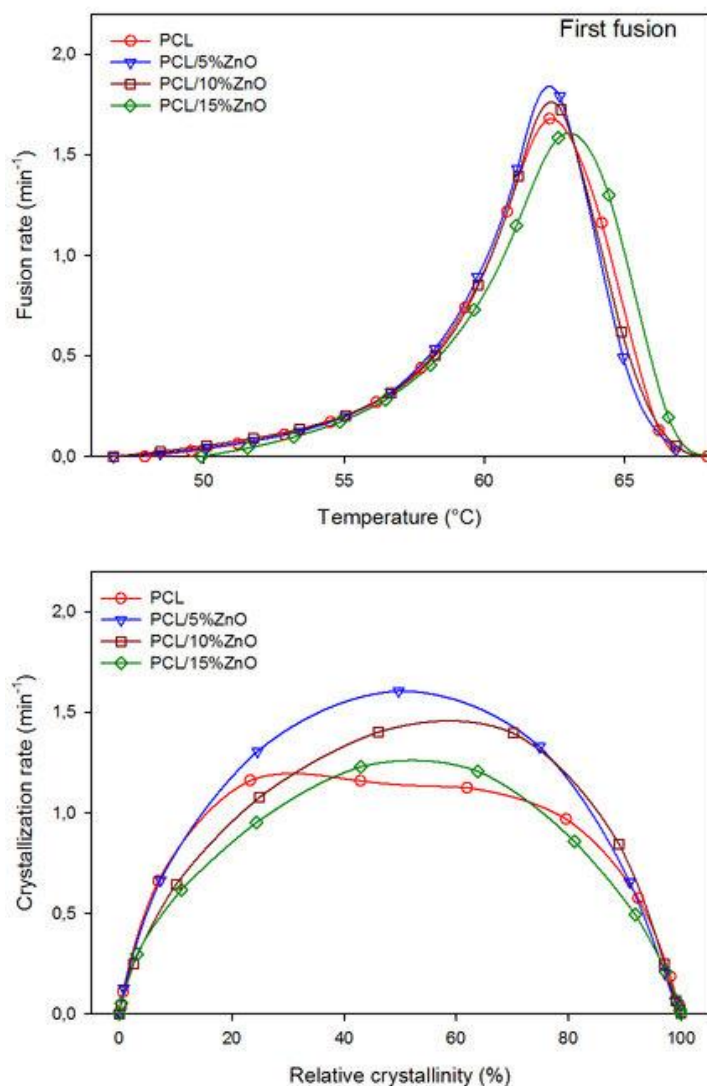 First fusion
PCL
PCL/5%ZnO
PCL/10%ZnO
PCL/15%ZnO
2,0
1,5
1,0
0,5
0,0
Fusion rate (min⁻¹)
50 55 60 65
Temperature (°C)
PCL
PCL/5%ZnO
PCL/10%ZnO
PCL/15%ZnO
2,0
1,5
1,0
0,5
0,0
Crystallization rate (min⁻¹)
0 20 40 60 80 100
Relative crystallinity (%)